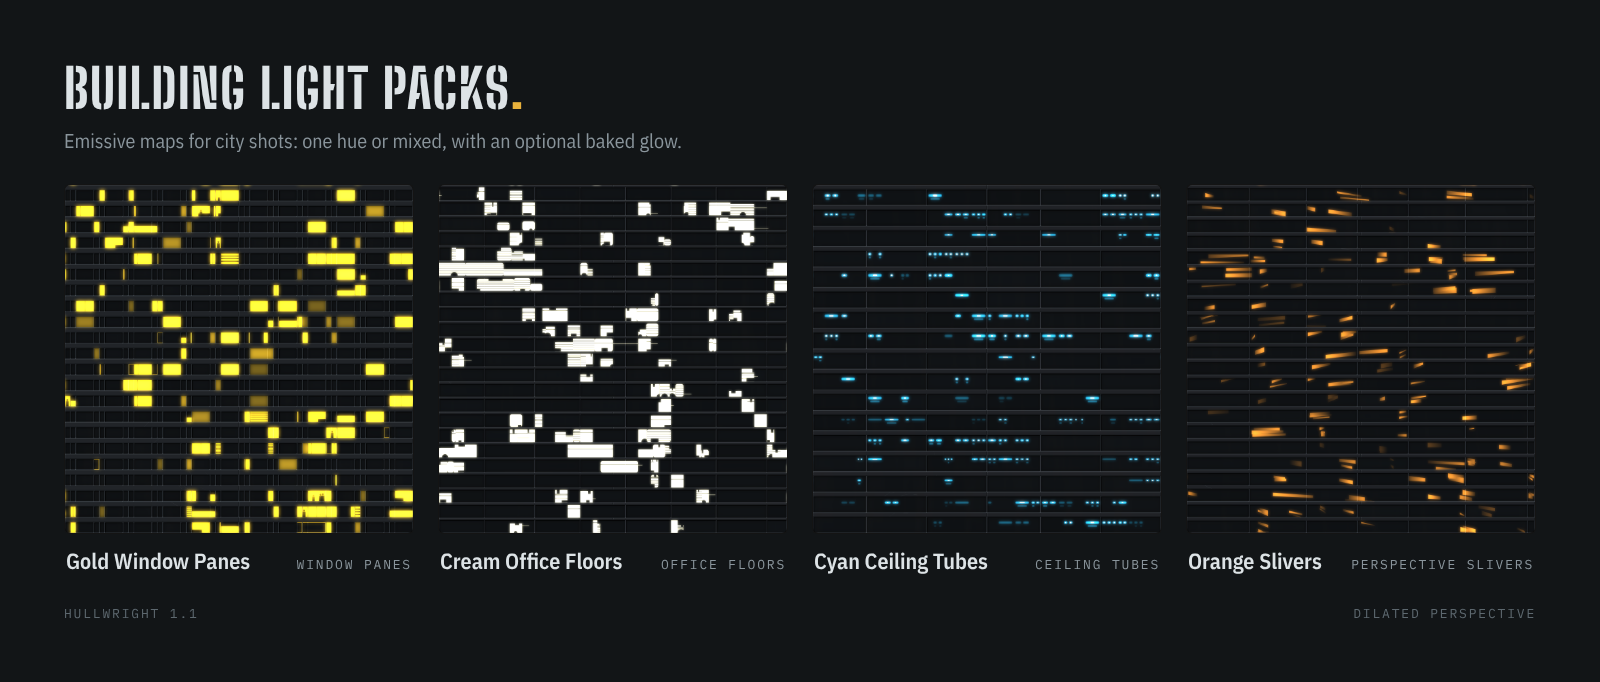 BUILDING LIGHT PACKS.
Emissive maps for city shots: one hue or mixed, with an optional baked glow.
Gold Window Panes WINDOW PANES
Cream Office Floors OFFICE FLOORS
Cyan Ceiling Tubes CEILING TUBES
Orange Slivers PERSPECTIVE SLIVERS
HULLWRIGHT 1.1
DILATED PERSPECTIVE